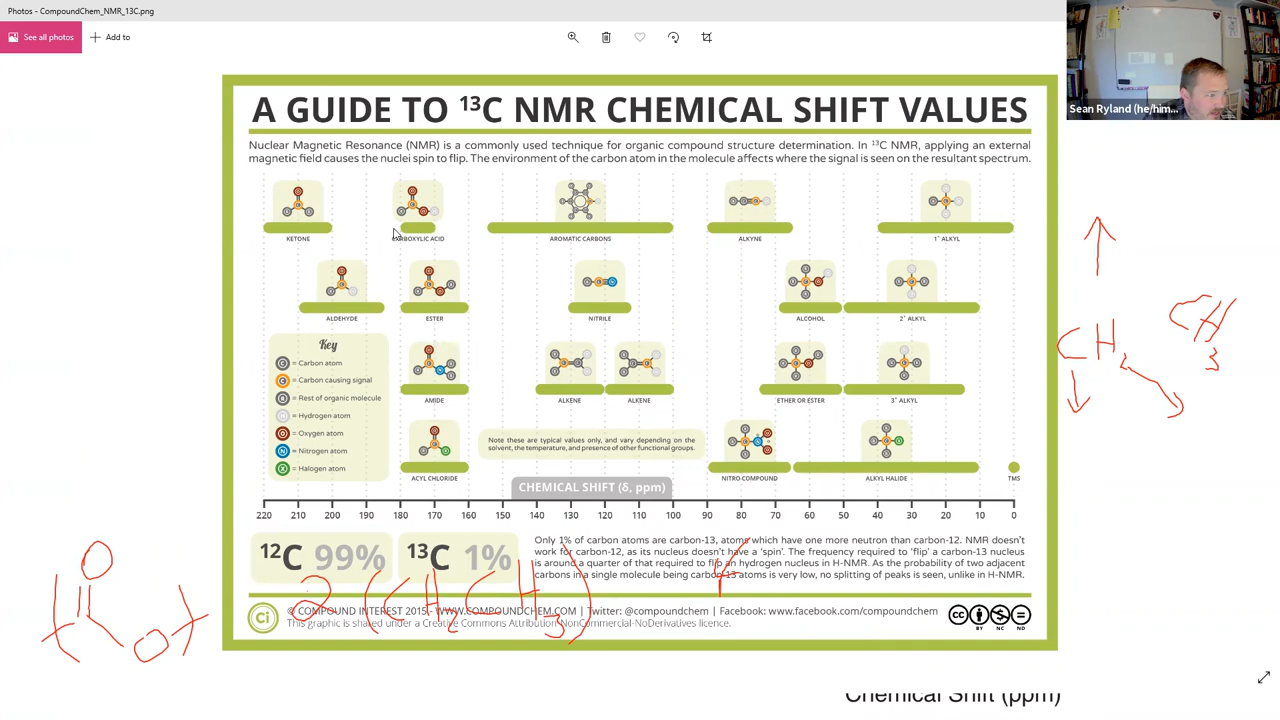 Photos - CompoundChem_NMR_13C.png
See all photos
Add to
Sean Ryland (he/him...
A GUIDE TO ¹³C NMR CHEMICAL SHIFT VALUES
Nuclear Magnetic Resonance (NMR) is a commonly used technique for organic compound structure determination. In ¹³C NMR, applying an external
magnetic field causes the nuclei spin to flip. The environment of the carbon atom in the molecule affects where the signal is seen on the resultant spectrum.
KETONE
CARBOXYLIC ACID
AROMATIC CARBONS
ALKYNE
1° ALKYL
ALDEHYDE
ESTER
NITRILE
ALCOHOL
2° ALKYL
Key
C = Carbon atom
C = Carbon causing signal
R = Rest of organic molecule
H = Hydrogen atom
O = Oxygen atom
N = Nitrogen atom
X = Halogen atom
AMIDE
ALKENE
ALKENE
ETHER OR ESTER
3° ALKYL
ACYL CHLORIDE
Note these are typical values only, and vary depending on the
solvent, the temperature, and presence of other functional groups.
NITRO-COMPOUND
ALKYL HALIDE
TMS
CHEMICAL SHIFT (δ, ppm)
220 210 200 190 180 170 160 150 140 130 120 110 100 90 80 70 60 50 40 30 20 10 0
CH2
CH3
¹²C 99%
¹³C 1%
Only 1% of carbon atoms are carbon-13, atoms which have one more neutron than carbon-12. NMR doesn't
work for carbon-12, as its nucleus doesn't have a 'spin'. The frequency required to 'flip' a carbon-13 nucleus
is around a quarter of that required to flip an hydrogen nucleus in H-NMR. As the probability of two adjacent
carbons in a single molecule being carbon-13 atoms is very low, no splitting of peaks is seen, unlike in H-NMR.
O
O
2 (CH2CH3)
Ci
© COMPOUND INTEREST 2015 - WWW.COMPOUNDCHEM.COM | Twitter: @compoundchem | Facebook: www.facebook.com/compoundchem
This graphic is shared under a Creative Commons Attribution-NonCommercial-NoDerivatives licence.
CC BY NC ND
Chemical Shift (ppm)